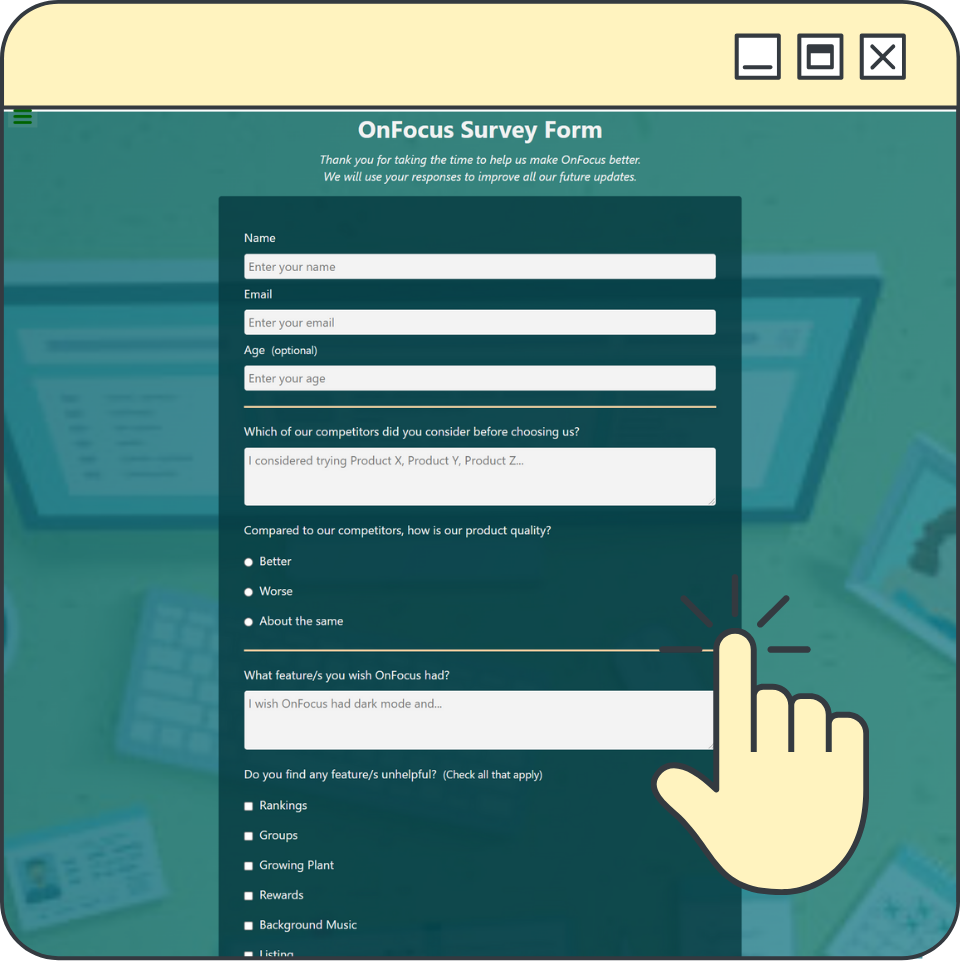 OnFocus Survey Form
Thank you for taking the time to help us make OnFocus better.
We will use your responses to improve all our future updates.
Name
Enter your name
Email
Enter your email
Age (optional)
Enter your age
Which of our competitors did you consider before choosing us?
I considered trying Product X, Product Y, Product Z...
Compared to our competitors, how is our product quality?
Better
Worse
About the same
What feature/s you wish OnFocus had?
I wish OnFocus had dark mode and...
Do you find any feature/s unhelpful? (Check all that apply)
Rankings
Groups
Growing Plant
Rewards
Background Music
Listing